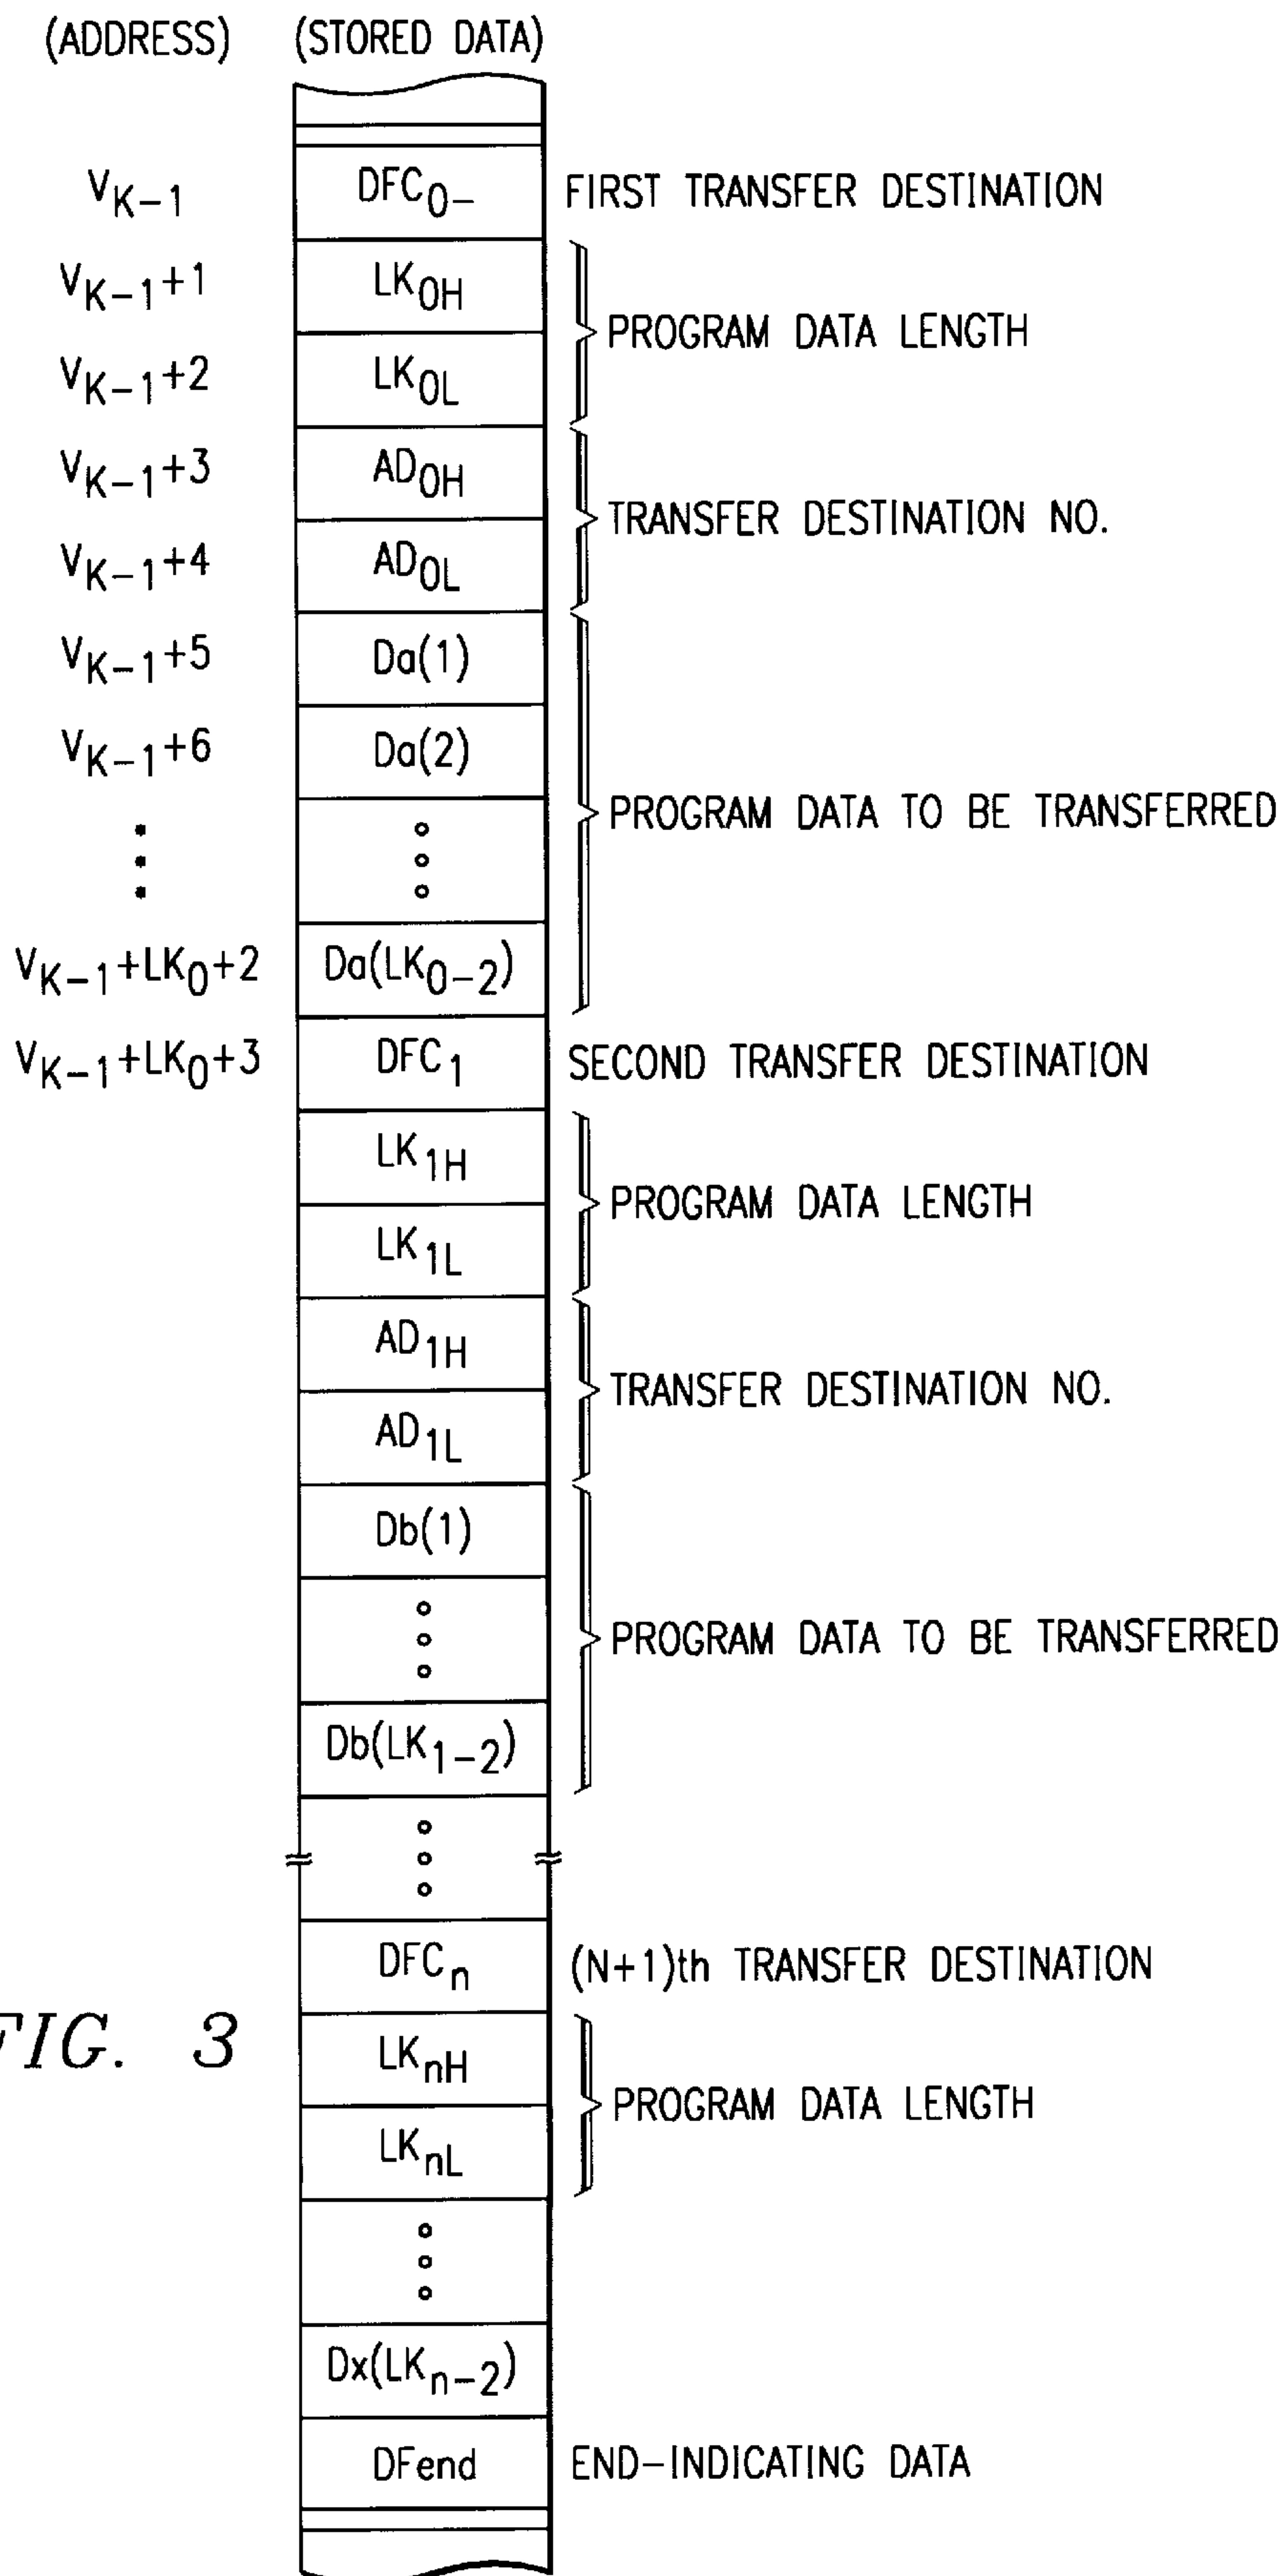 (ADDRESS) (STORED DATA)
V_{K-1} DFC_{0-} FIRST TRANSFER DESTINATION
V_{K-1}+1 LK_{0H}
PROGRAM DATA LENGTH
V_{K-1}+2 LK_{0L}
V_{K-1}+3 AD_{0H}
TRANSFER DESTINATION NO.
V_{K-1}+4 AD_{0L}
V_{K-1}+5 Da(1)
V_{K-1}+6 Da(2)
PROGRAM DATA TO BE TRANSFERRED
V_{K-1}+LK_0+2 Da(LK_{0-2})
V_{K-1}+LK_0+3 DFC_1 SECOND TRANSFER DESTINATION
LK_{1H}
PROGRAM DATA LENGTH
LK_{1L}
AD_{1H}
TRANSFER DESTINATION NO.
AD_{1L}
Db(1)
PROGRAM DATA TO BE TRANSFERRED
Db(LK_{1-2})
DFC_n (N+1)th TRANSFER DESTINATION
FIG. 3
LK_{nH}
PROGRAM DATA LENGTH
LK_{nL}
Dx(LK_{n-2})
DFend END-INDICATING DATA